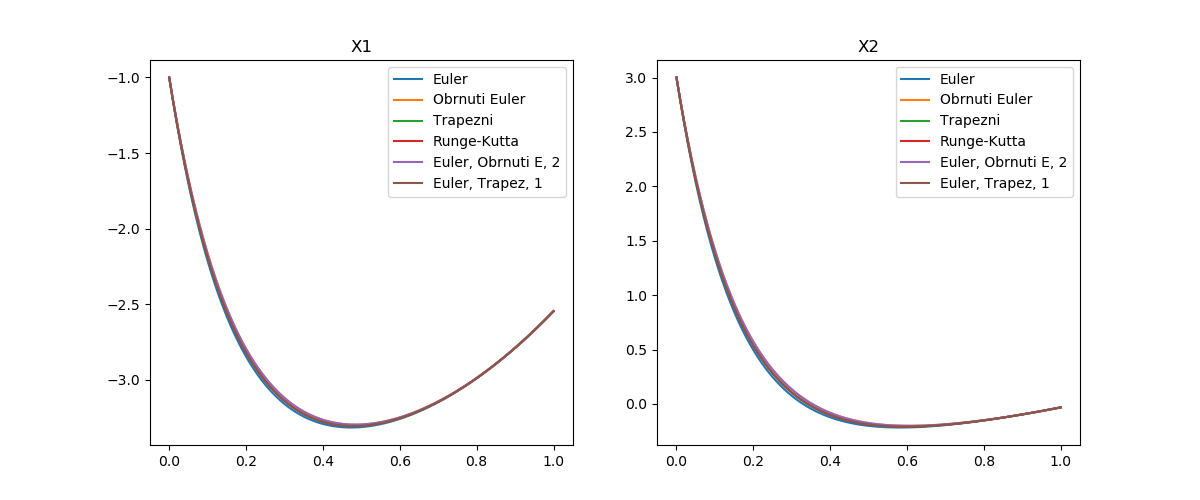 X1
−1.0
−1.5
−2.0
−2.5
−3.0
0.0 0.2 0.4 0.6 0.8 1.0
Euler
Obrnuti Euler
Trapezni
Runge-Kutta
Euler, Obrnuti E, 2
Euler, Trapez, 1
X2
3.0
2.5
2.0
1.5
1.0
0.5
0.0
0.0 0.2 0.4 0.6 0.8 1.0
Euler
Obrnuti Euler
Trapezni
Runge-Kutta
Euler, Obrnuti E, 2
Euler, Trapez, 1